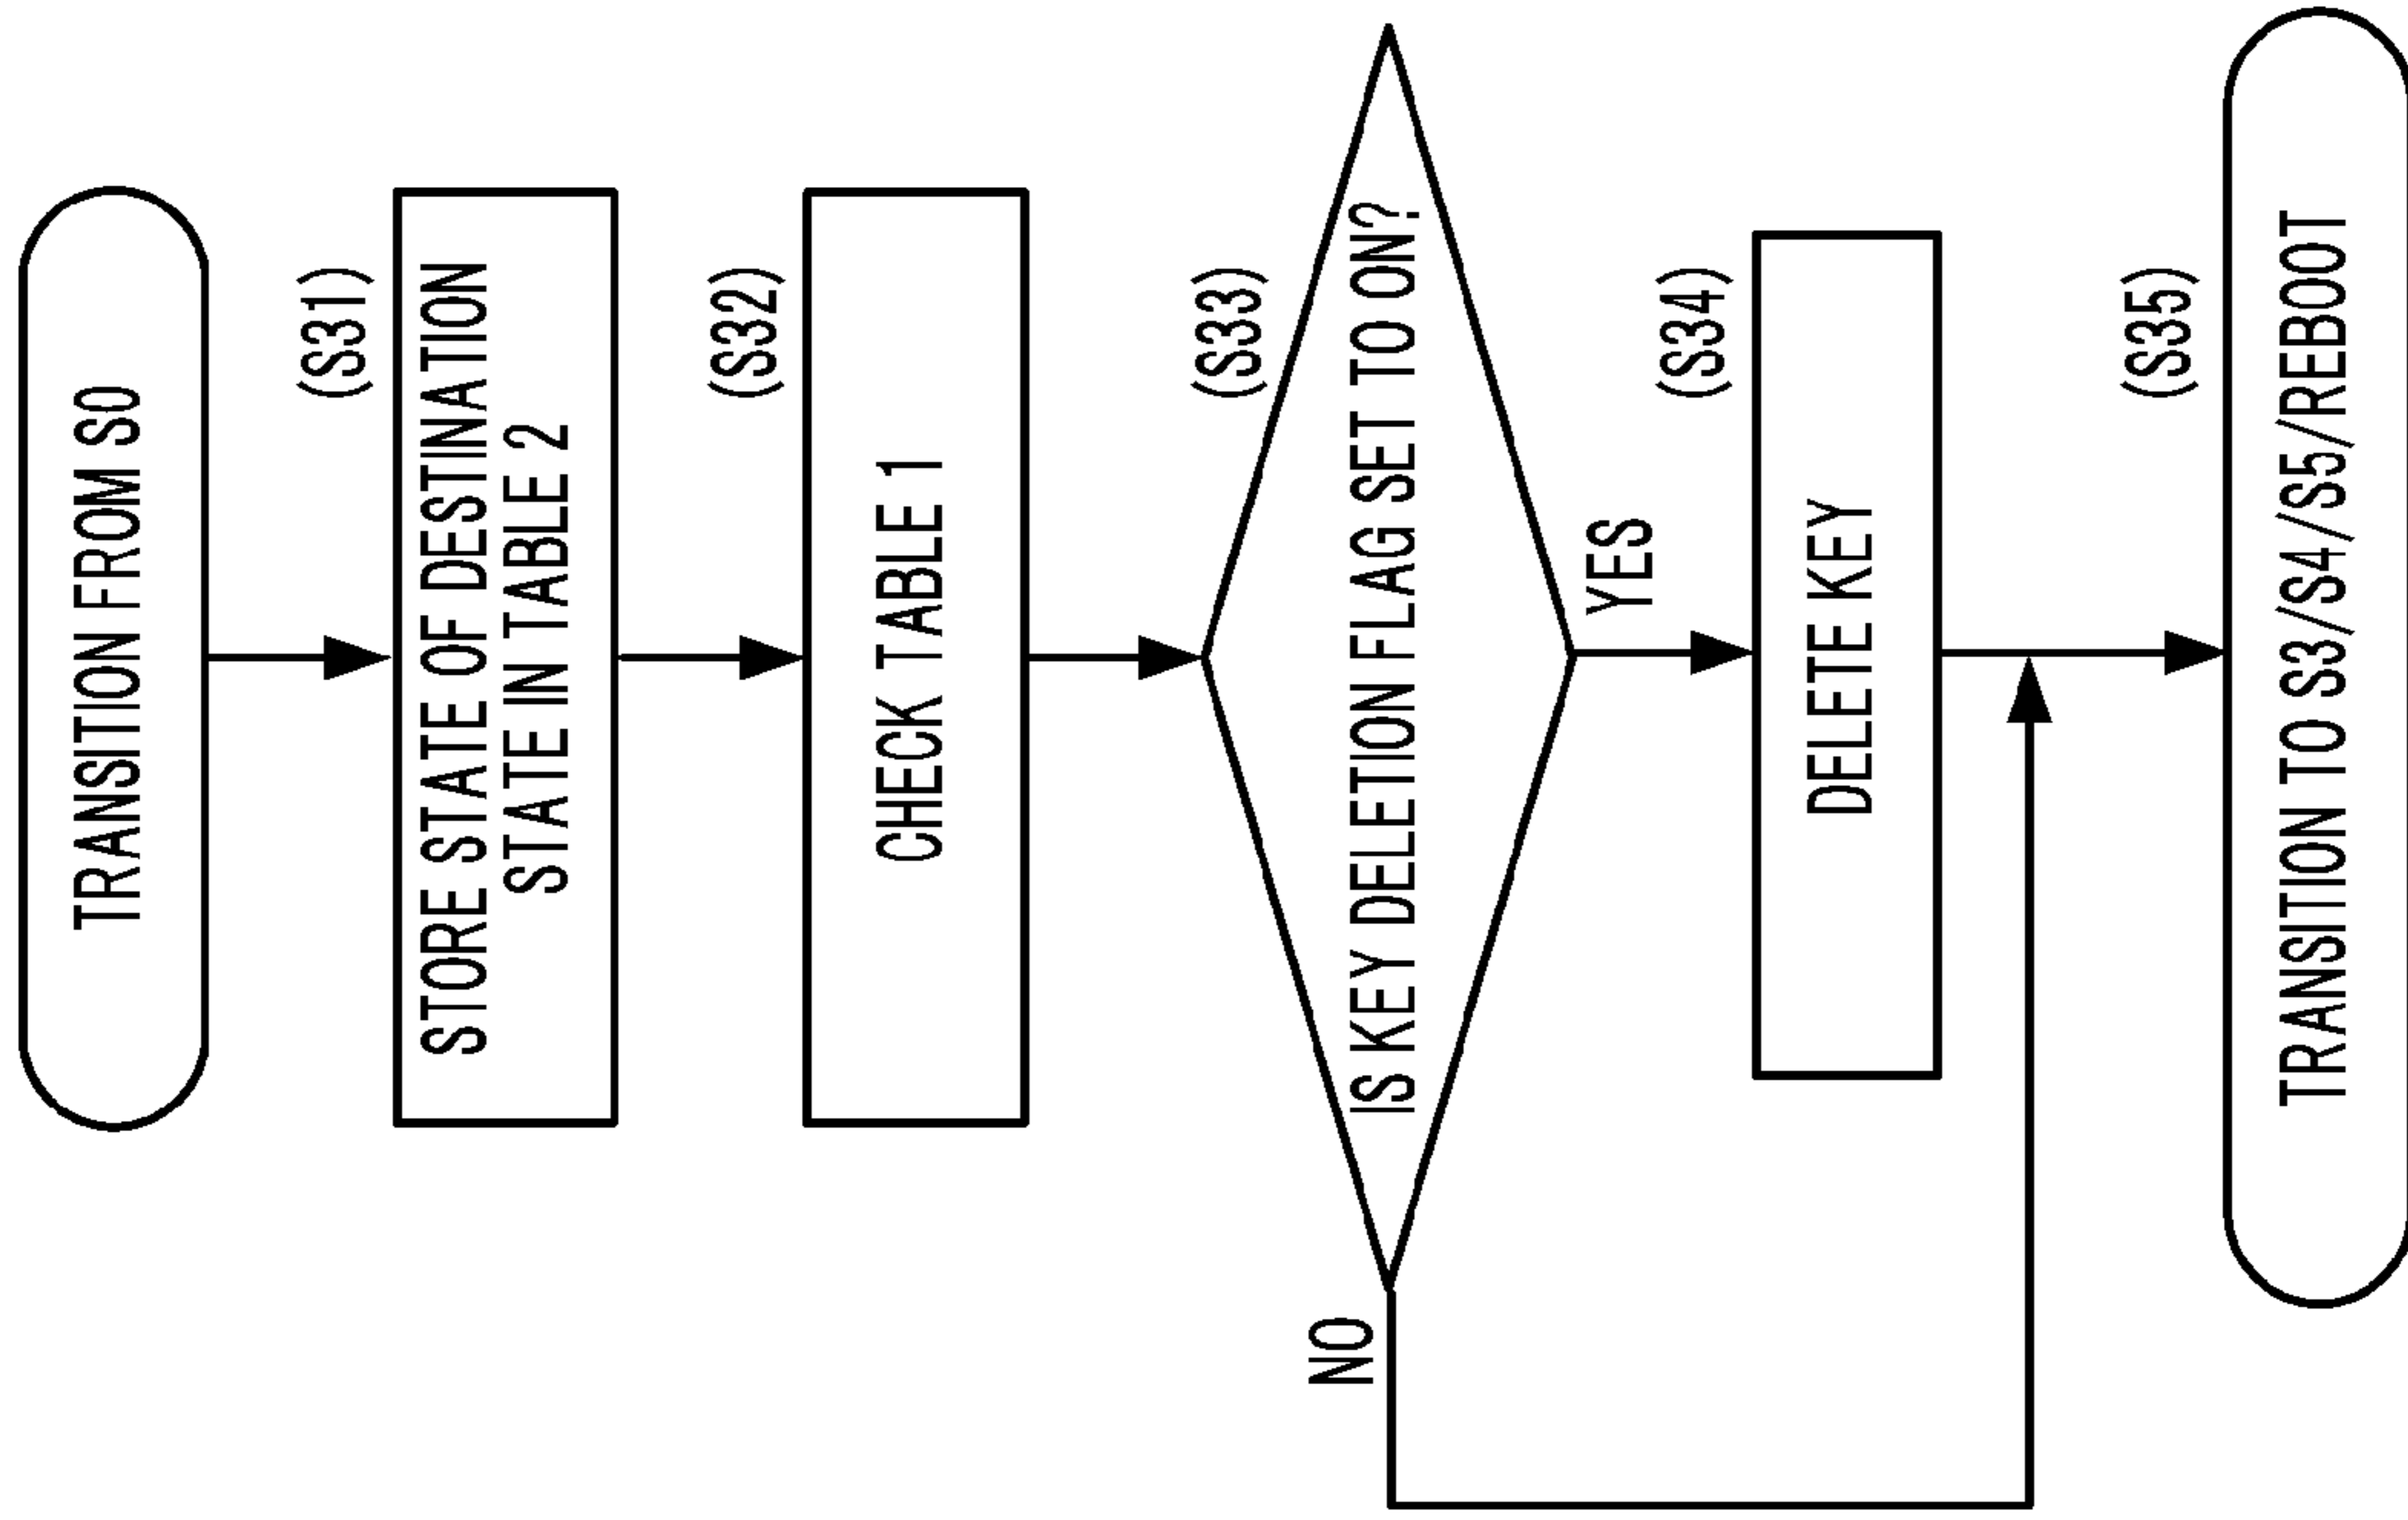 TRANSITION FROM S0
(S31)
STORE STATE OF DESTINATION
STATE IN TABLE 2
(S32)
CHECK TABLE 1
(S333)
IS KEY DELETION FLAG SET TO ON?
NO
YES
(S34)
DELETE KEY
(S35)
TRANSITION TO S3/S4/S5/REBOOT